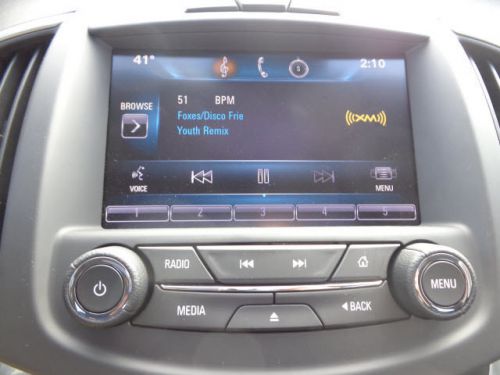 41°
2:10
BROWSE
51 BPM
Foxes/Disco Frie
Youth Remix
((XM))
VOICE
MENU
1 2 3 4 5
RADIO
MENU
MEDIA
BACK